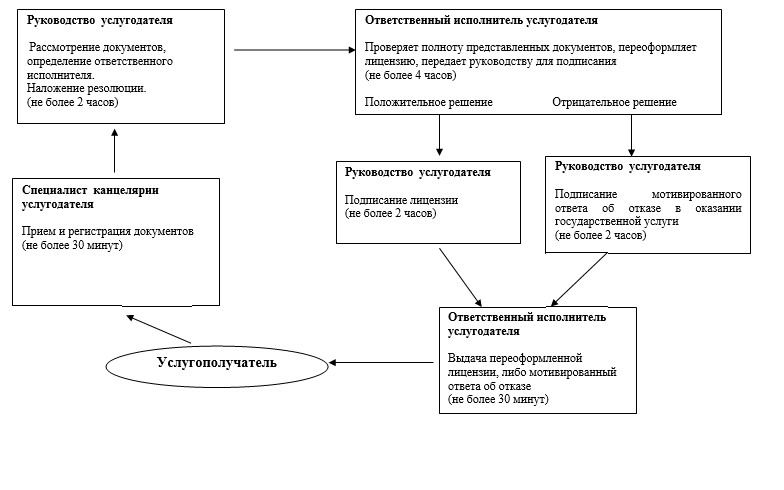 Руководство услугодателя
Рассмотрение документов,
определение ответственного
исполнителя.
Наложение резолюции.
(не более 2 часов)
Ответственный исполнитель услугодателя
Проверяет полноту представленных документов, переоформляет
лицензию, передает руководству для подписания
(не более 4 часов)
Положительное решение
Отрицательное решение
Специалист канцелярии
услугодателя
Прием и регистрация документов
(не более 30 минут)
Руководство услугодателя
Подписание лицензии
(не более 2 часов)
Руководство услугодателя
Подписание мотивированного
ответа об отказе в оказании
государственной услуги
(не более 2 часов)
Ответственный исполнитель
услугодателя
Выдача переоформленной
лицензии, либо мотивированный
ответа об отказе
(не более 30 минут)
Услугополучатель